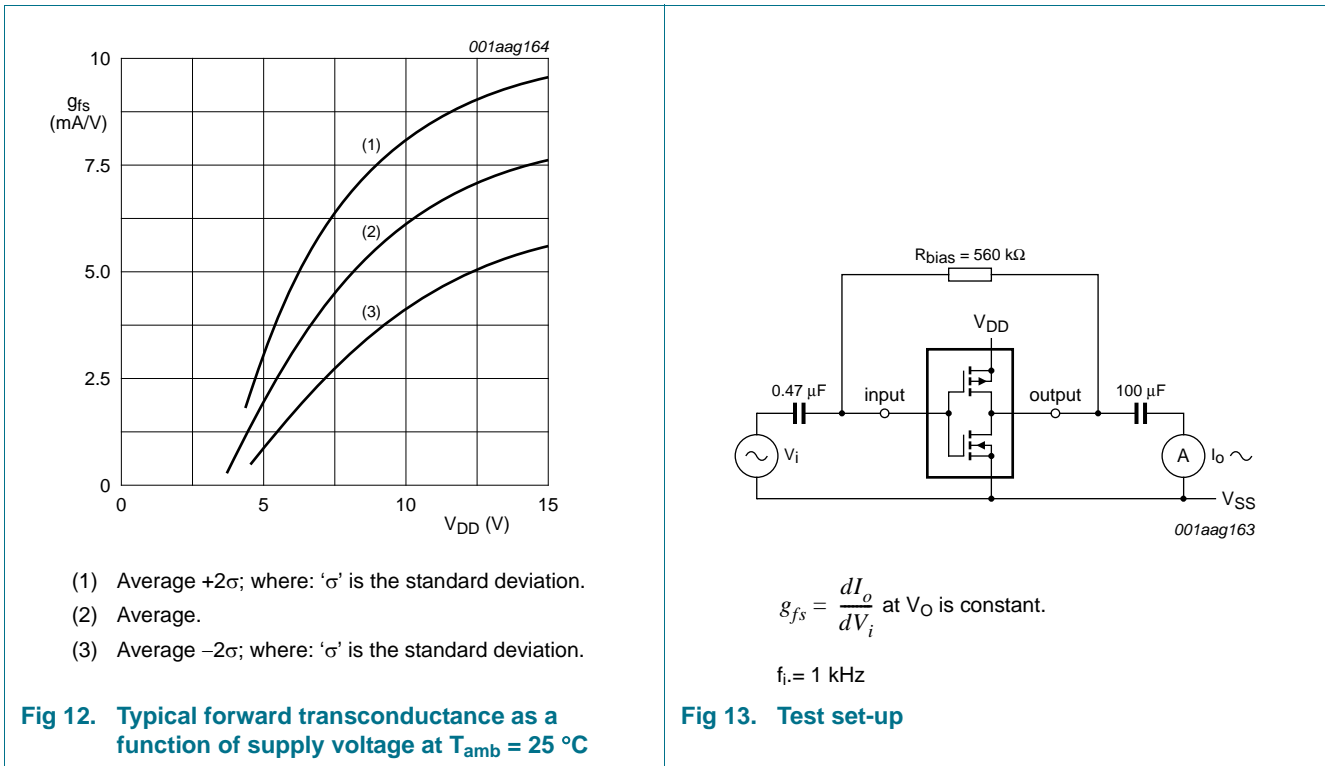 001aag164
10
gfs
(mA/V)
7.5
5.0
2.5
0
0
5
10
15
VDD (V)
(1)
(2)
(3)
(1) Average +2σ; where: ‘σ’ is the standard deviation.
(2) Average.
(3) Average −2σ; where: ‘σ’ is the standard deviation.
Fig 12. Typical forward transconductance as a
function of supply voltage at Tamb = 25 °C
Rbias = 560 kΩ
VDD
0.47 μF
input
output
100 μF
Vi
A
Io
VSS
001aag163
gfs = dIo/dVi at VO is constant.
fi.= 1 kHz
Fig 13. Test set-up